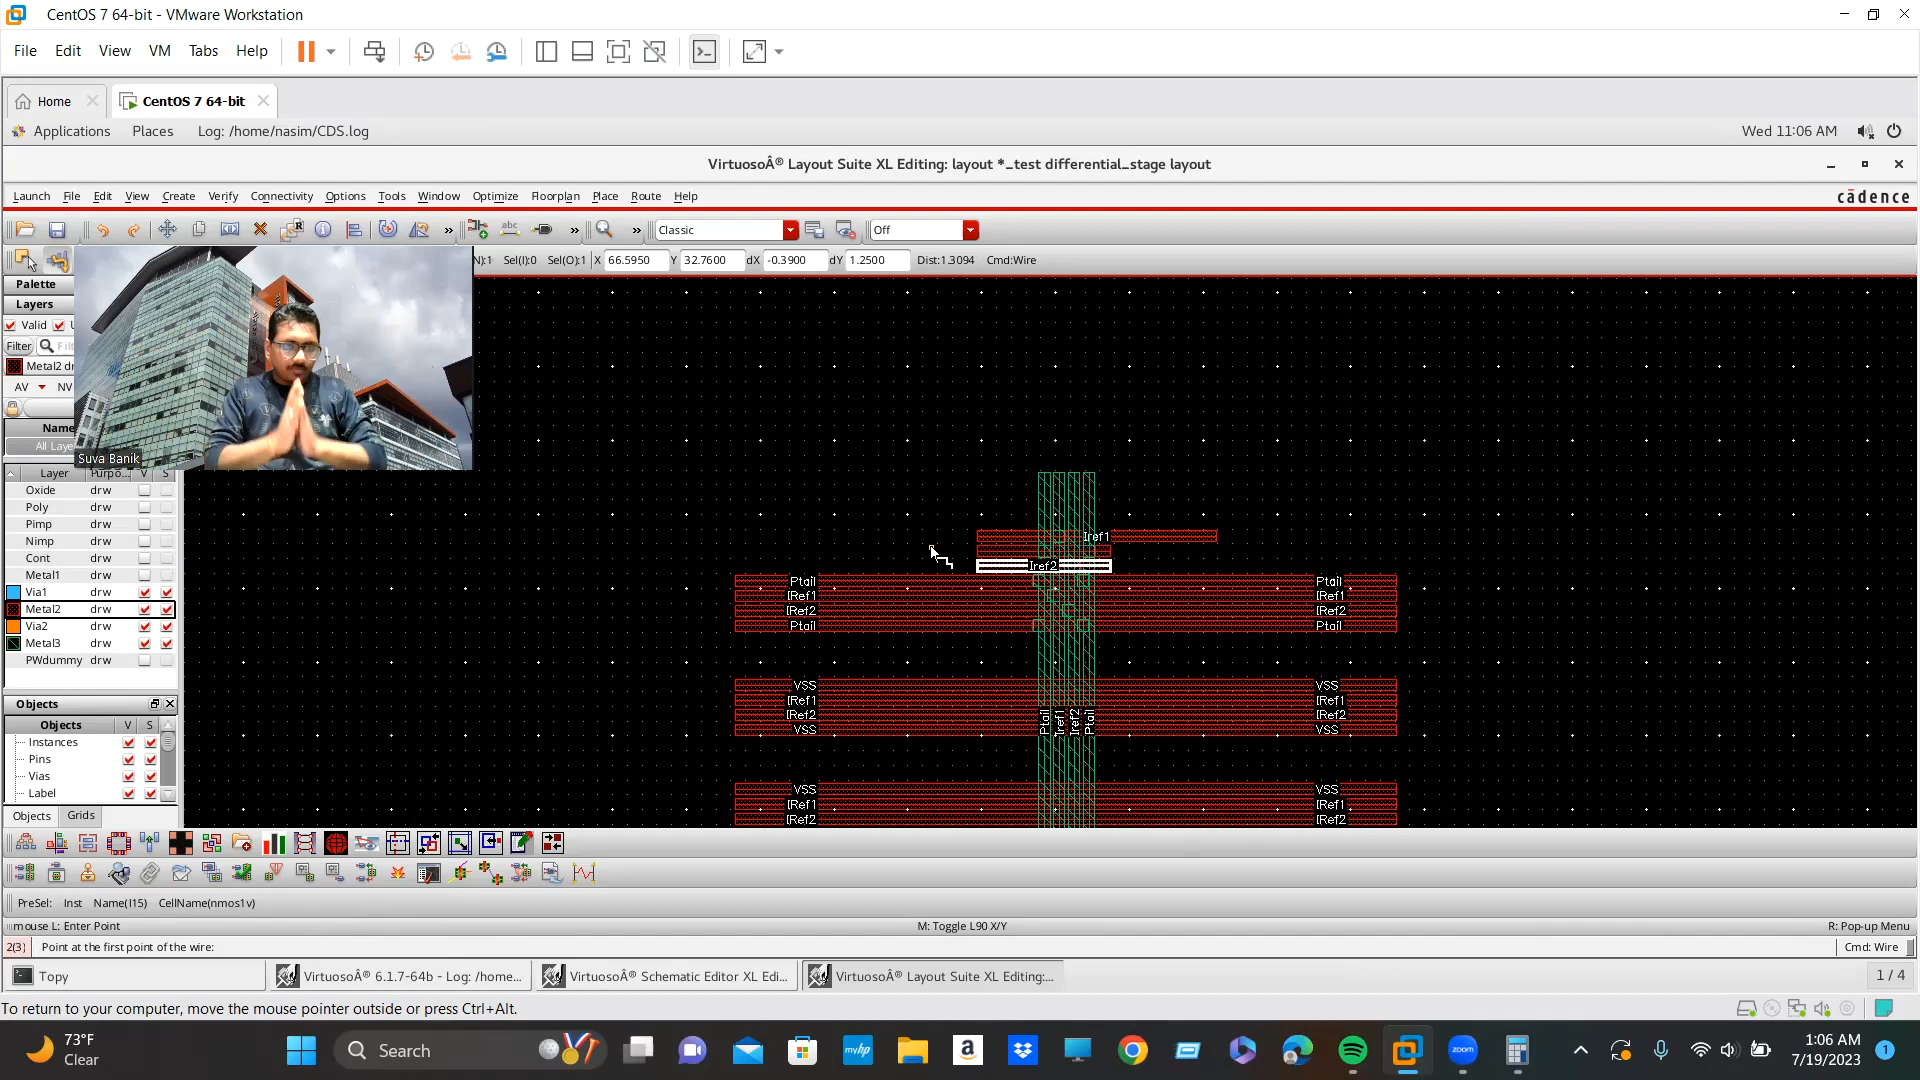 CentOS 7 64-bit - VMware Workstation
File Edit View VM Tabs Help
Home
CentOS 7 64-bit
Applications Places Log: /home/nasim/CDS.log
Wed 11:06 AM
VirtuosoÂ® Layout Suite XL Editing: layout *_test differential_stage layout
Launch File Edit View Create Verify Connectivity Options Tools Window Optimize Floorplan Place Route Help
cādence
Classic
Off
N):1 Sel(I):0 Sel(O):1 X 66.5950 Y 32.7600 dX -0.3900 dY 1.2500 Dist:1.3094 Cmd:Wire
Palette
Layers
Valid
Filter
Metal2 dr
AV NV
Name
All Laye
Suva Banik
Layer Purpo... V S
Oxide drw
Poly drw
Pimp drw
Nimp drw
Cont drw
Metal1 drw
Via1 drw
Metal2 drw
Via2 drw
Metal3 drw
PWdummy drw
Objects
Objects V S
Instances
Pins
Vias
Label
Objects Grids
Iref1
Iref2
Ptail Ptail
IRef1 IRef1
IRef2 IRef2
Ptail Ptail
VSS VSS
IRef1 IRef1
IRef2 IRef2
VSS VSS
Ptail Iref1 Iref2 Ptail
VSS VSS
IRef1 IRef1
IRef2 IRef2
PreSel: Inst Name(I15) CellName(nmos1v)
mouse L: Enter Point M: Toggle L90 X/Y R: Pop-up Menu
2(3) Point at the first point of the wire: Cmd: Wire
Topy
VirtuosoÂ® 6.1.7-64b - Log: /home...
VirtuosoÂ® Schematic Editor XL Edi...
VirtuosoÂ® Layout Suite XL Editing:...
1 / 4
To return to your computer, move the mouse pointer outside or press Ctrl+Alt.
73°F
Clear
Search
myhp
zoom
1:06 AM
7/19/2023
1